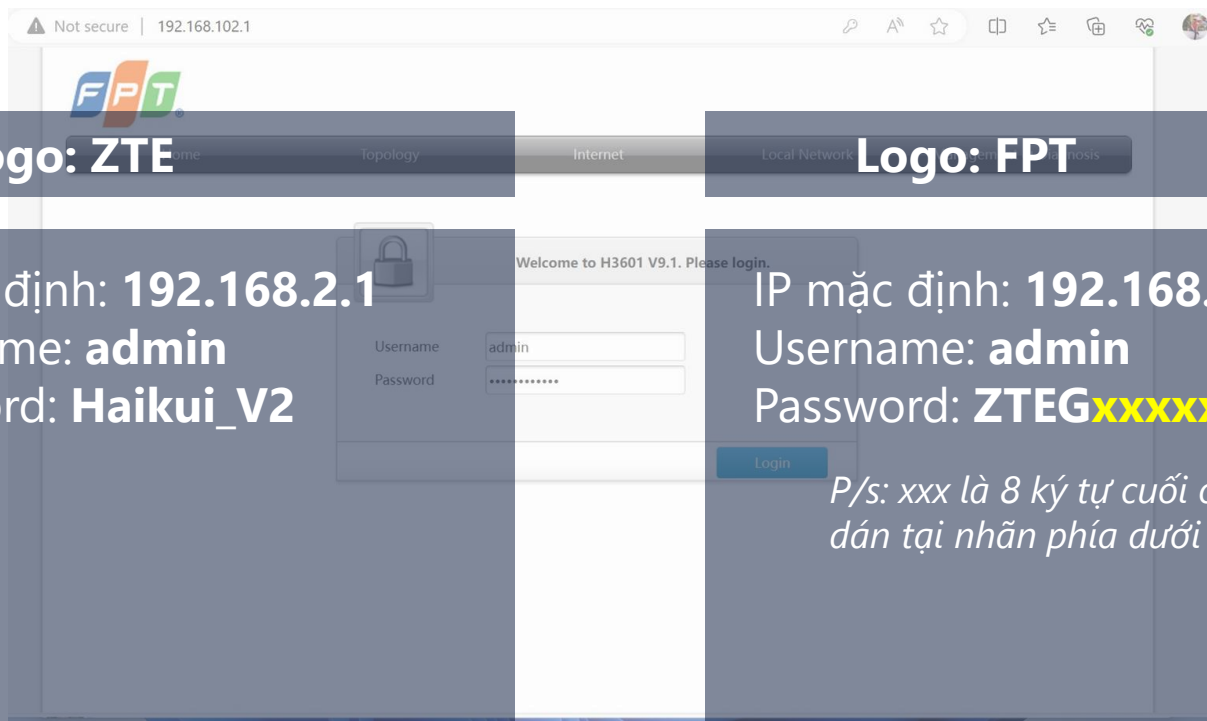 Not secure | 192.168.102.1
FPT
ogo: ZTE
Logo: FPT
ome Topology Internet Local Network
Welcome to H3601 V9.1. Please login.
định: 192.168.2.1
me: admin
rd: Haikui_V2
Username admin
Password ••••••••••••
Login
IP mặc định: 192.168.
Username: admin
Password: ZTEGxxxxx
P/s: xxx là 8 ký tự cuối
dán tại nhãn phía dưới